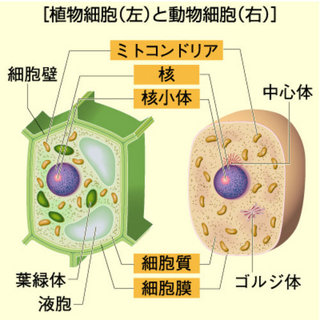 [植物細胞(左)と動物細胞(右)]
ミトコンドリア
細胞壁
核
核小体
中心体
細胞質
細胞膜
葉緑体
液胞
ゴルジ体